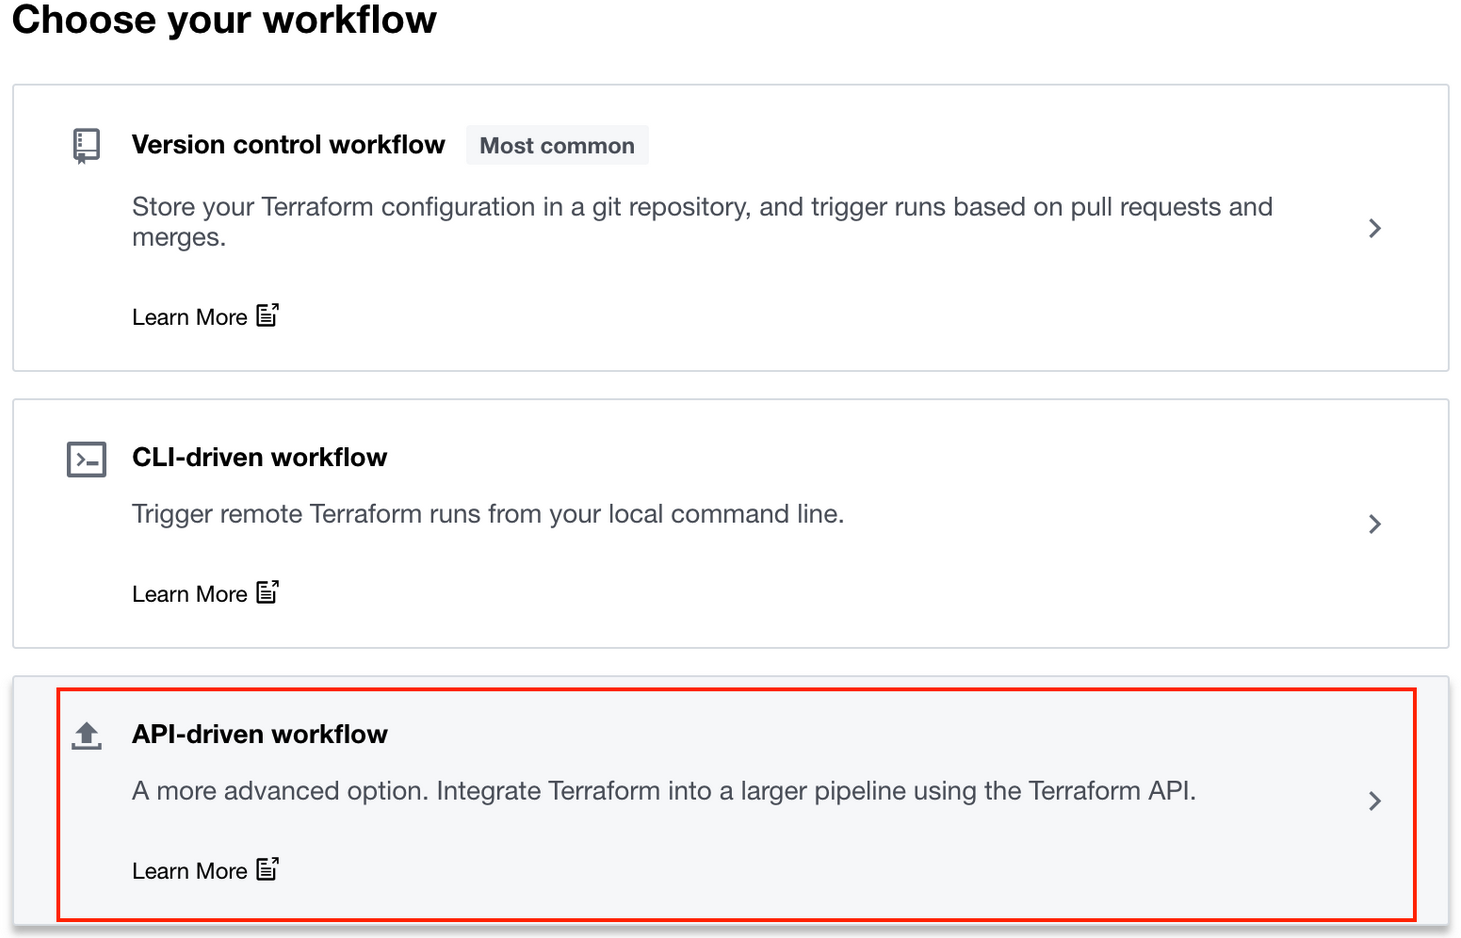 Choose your workflow
Version control workflow Most common
Store your Terraform configuration in a git repository, and trigger runs based on pull requests and
merges.
Learn More
CLI-driven workflow
Trigger remote Terraform runs from your local command line.
Learn More
API-driven workflow
A more advanced option. Integrate Terraform into a larger pipeline using the Terraform API.
Learn More